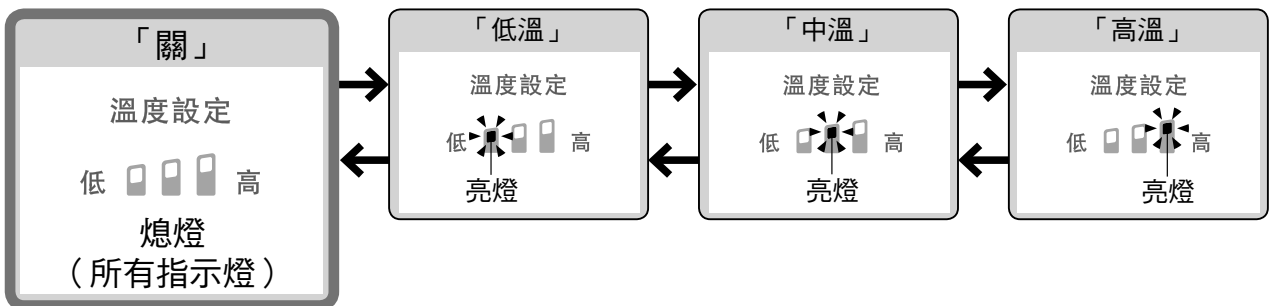 「關」
溫度設定
低 高
熄燈
（所有指示燈）
「低溫」
溫度設定
低 高
亮燈
「中溫」
溫度設定
低 高
亮燈
「高溫」
溫度設定
低 高
亮燈